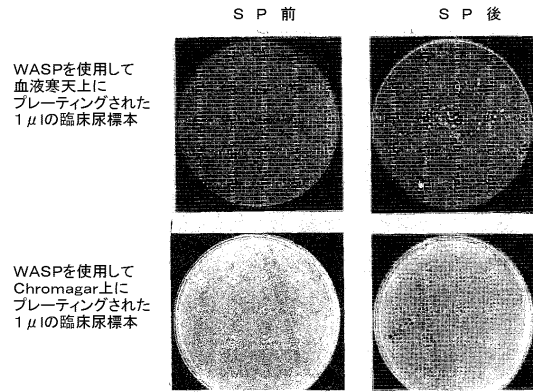 SP前
SP後
WASPを使用して
血液寒天上に
プレーティングされた
1μlの臨床尿標本
WASPを使用して
Chromagar上に
プレーティングされた
1μlの臨床尿標本